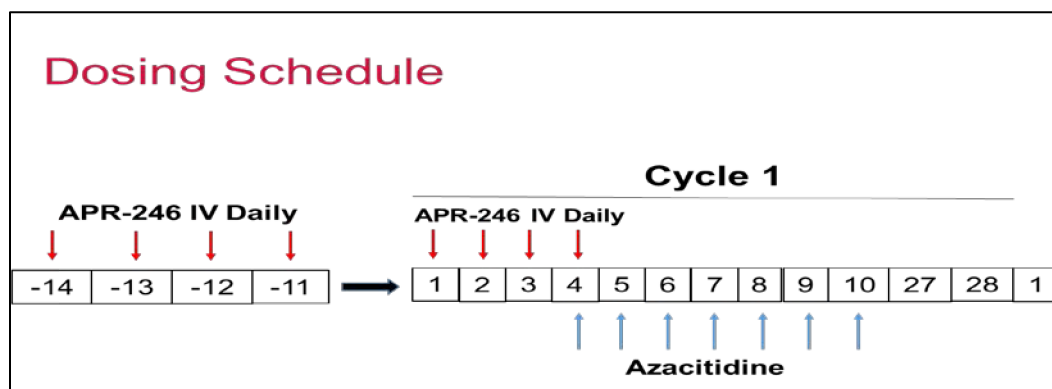 Dosing Schedule
Cycle 1
APR-246 IV Daily
APR-246 IV Daily
-14 -13 -12 -11
1 2 3 4 5 6 7 8 9 10 27 28 1
Azacitidine